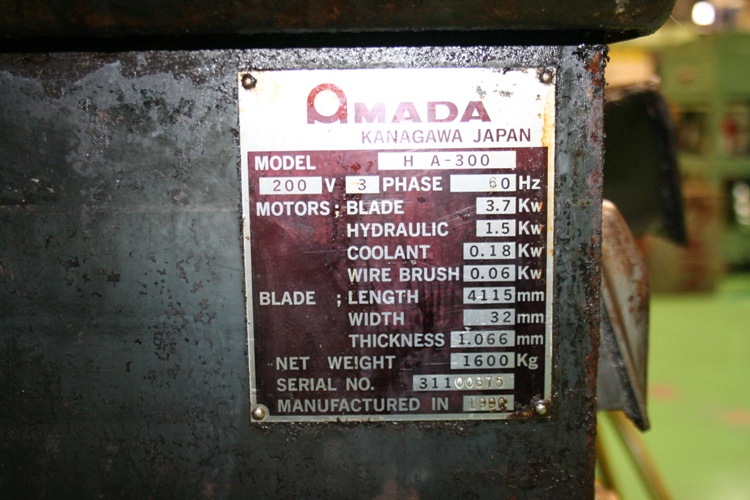 AMADA
KANAGAWA JAPAN
MODEL H A-300
200 V 3 PHASE 60 Hz
MOTORS ; BLADE 3.7 Kw
HYDRAULIC 1.5 Kw
COOLANT 0.18 Kw
WIRE BRUSH 0.06 Kw
BLADE ; LENGTH 4115 mm
WIDTH 32 mm
THICKNESS 1.066 mm
NET WEIGHT 1600 Kg
SERIAL NO. 31100375
MANUFACTURED IN